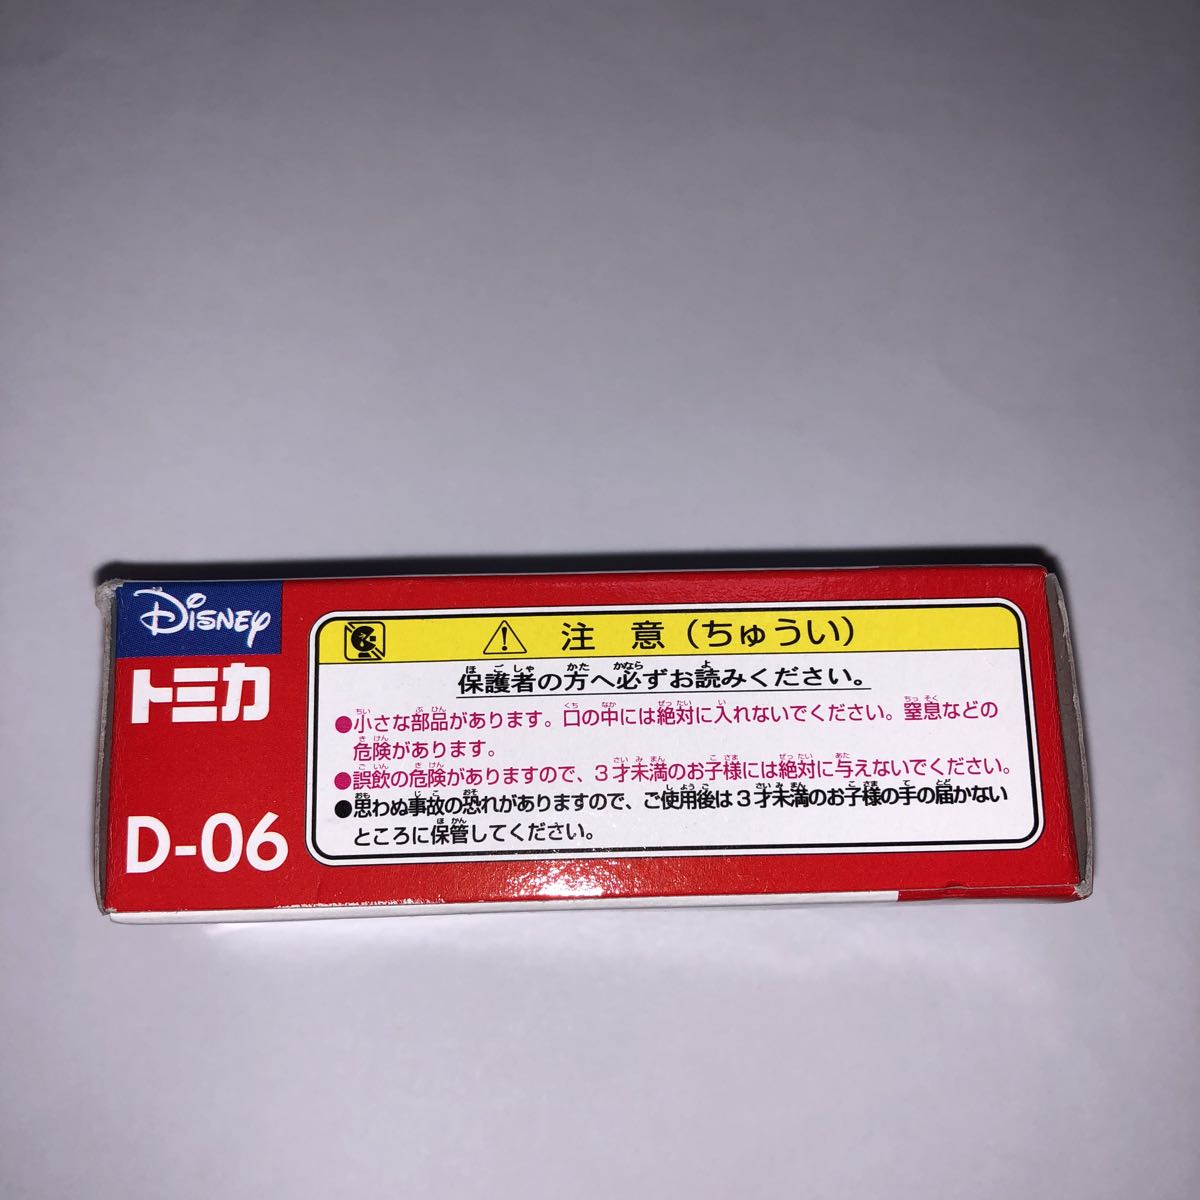 Disney
トミカ
D-06
注 意(ちゅうい)
保護者の方へ必ずお読みください。
●小さな部品があります。口の中には絶対に入れないでください。窒息などの
危険があります。
●誤飲の危険がありますので、3才未満のお子様には絶対に与えないでください。
●思わぬ事故の恐れがありますので、ご使用後は3才未満のお子様の手の届かない
ところに保管してください。